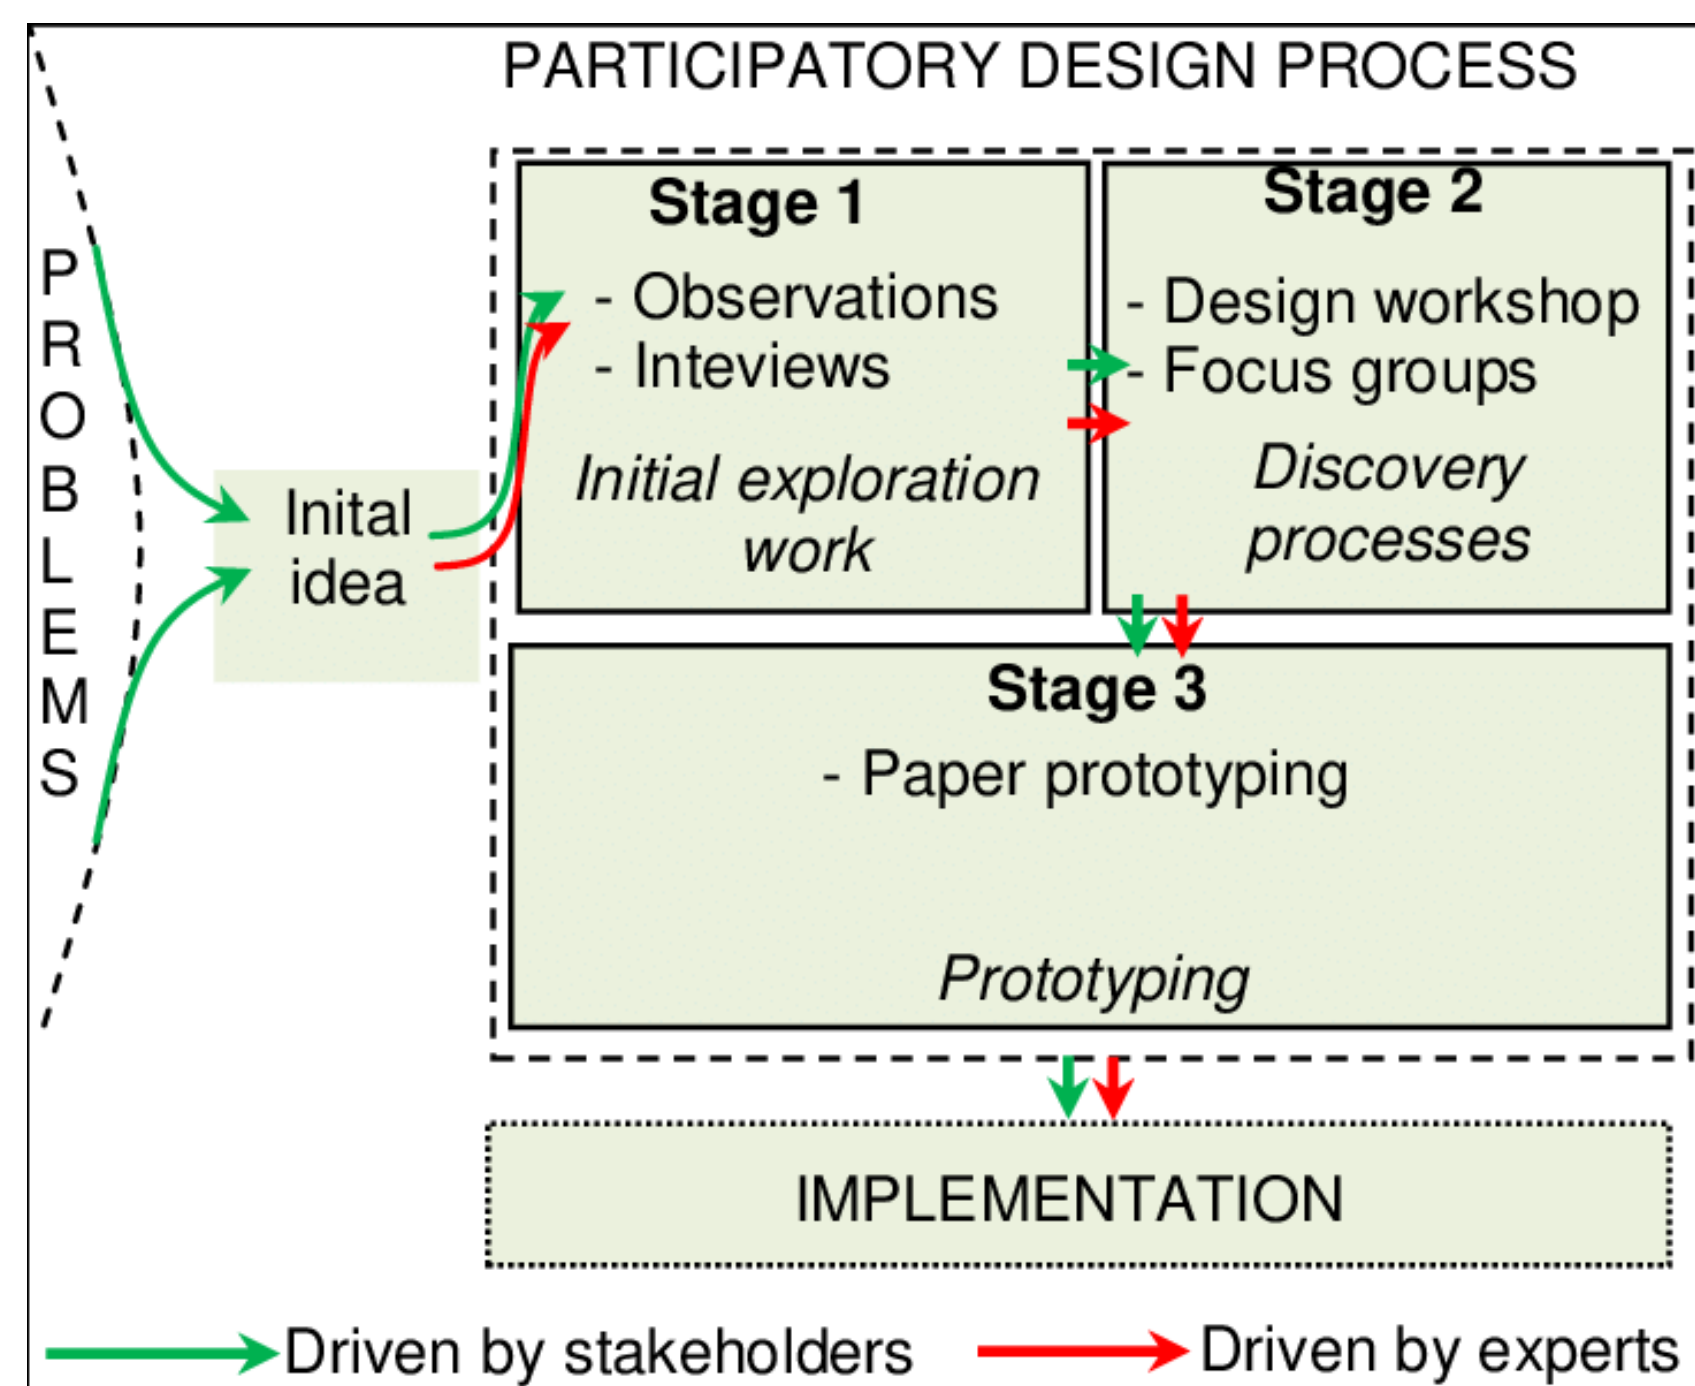 PARTICIPATORY DESIGN PROCESS
PROBLEMS
Inital
idea
Stage 1
- Observations
- Inteviews
Initial exploration
work
Stage 2
- Design workshop
- Focus groups
Discovery
processes
Stage 3
- Paper prototyping
Prototyping
IMPLEMENTATION
Driven by stakeholders
Driven by experts